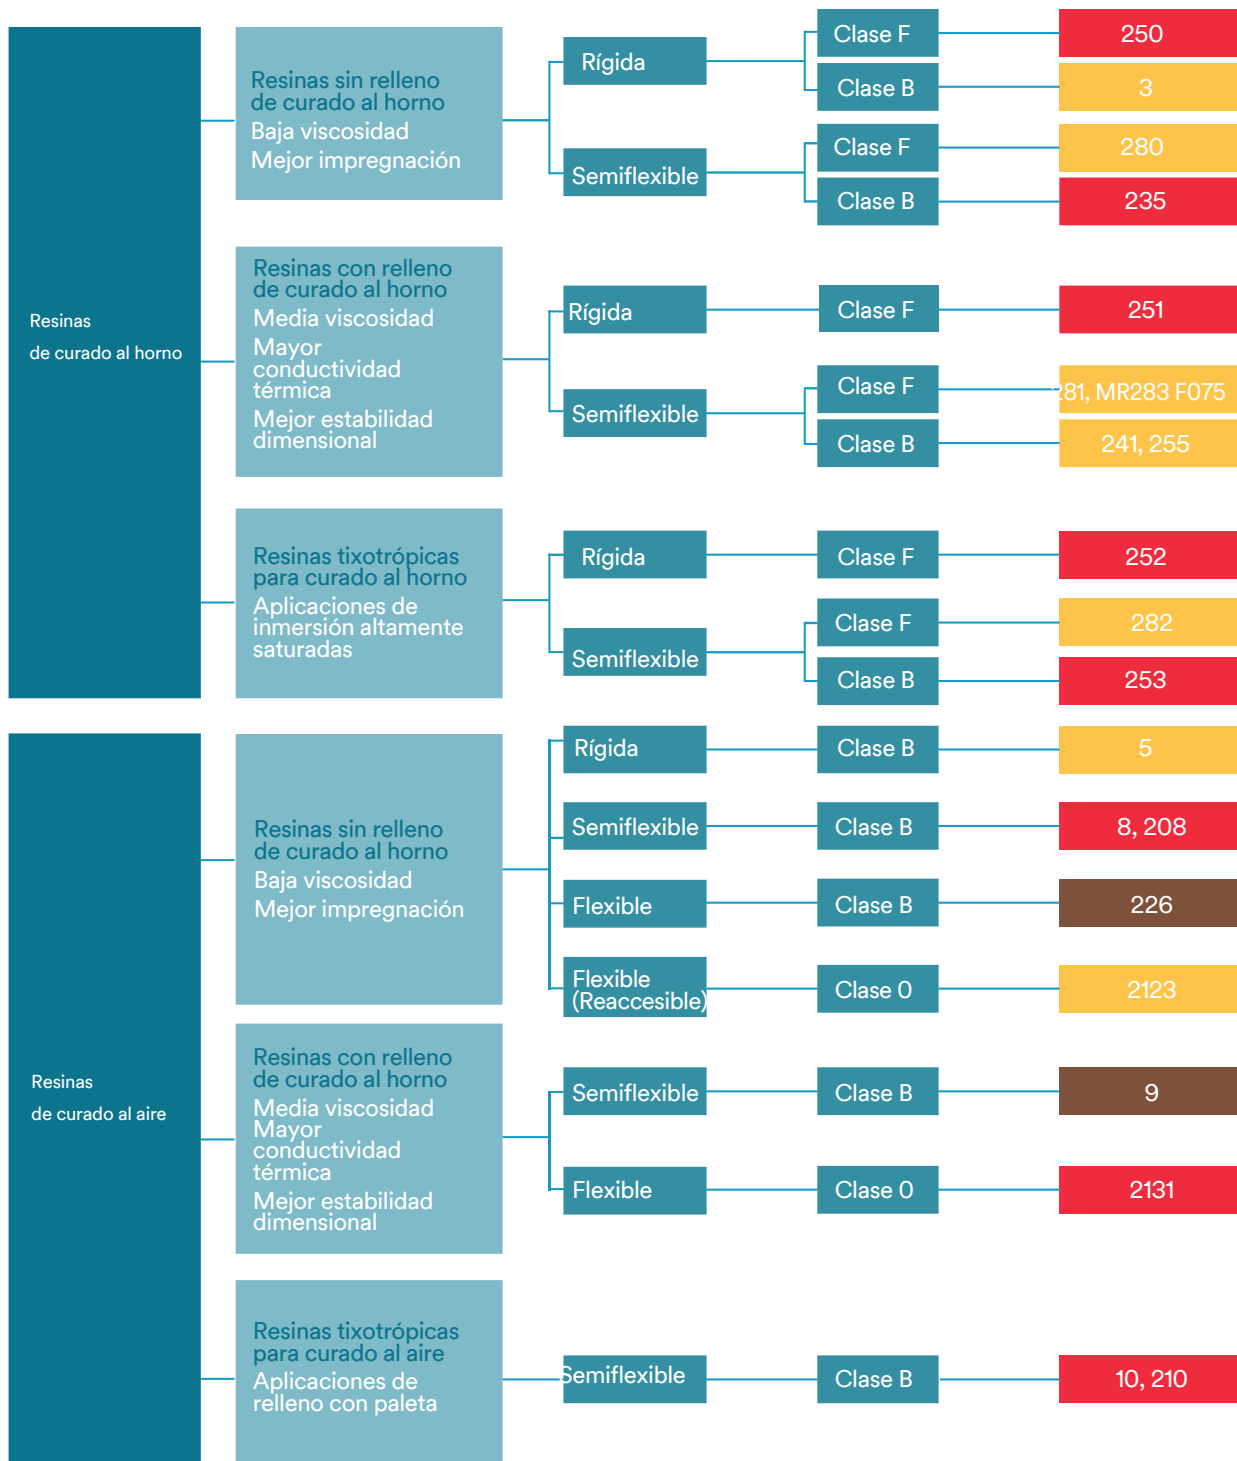 Resinas
de curado al horno
Resinas sin relleno
de curado al horno
Baja viscosidad
Mejor impregnación
Rígida
Clase F
250
Clase B
3
Semiflexible
Clase F
280
Clase B
235
Resinas con relleno
de curado al horno
Media viscosidad
Mayor
conductividad
térmica
Mejor estabilidad
dimensional
Rígida
Clase F
251
Semiflexible
Clase F
281, MR283 F075
Clase B
241, 255
Resinas tixotrópicas
para curado al horno
Aplicaciones de
inmersión altamente
saturadas
Rígida
Clase F
252
Semiflexible
Clase F
282
Clase B
253
Resinas
de curado al aire
Resinas sin relleno
de curado al horno
Baja viscosidad
Mejor impregnación
Rígida
Clase B
5
Semiflexible
Clase B
8, 208
Flexible
Clase B
226
Flexible
(Reaccesible)
Clase 0
2123
Resinas con relleno
de curado al horno
Media viscosidad
Mayor
conductividad
térmica
Mejor estabilidad
dimensional
Semiflexible
Clase B
9
Flexible
Clase 0
2131
Resinas tixotrópicas
para curado al aire
Aplicaciones de
relleno con paleta
Semiflexible
Clase B
10, 210